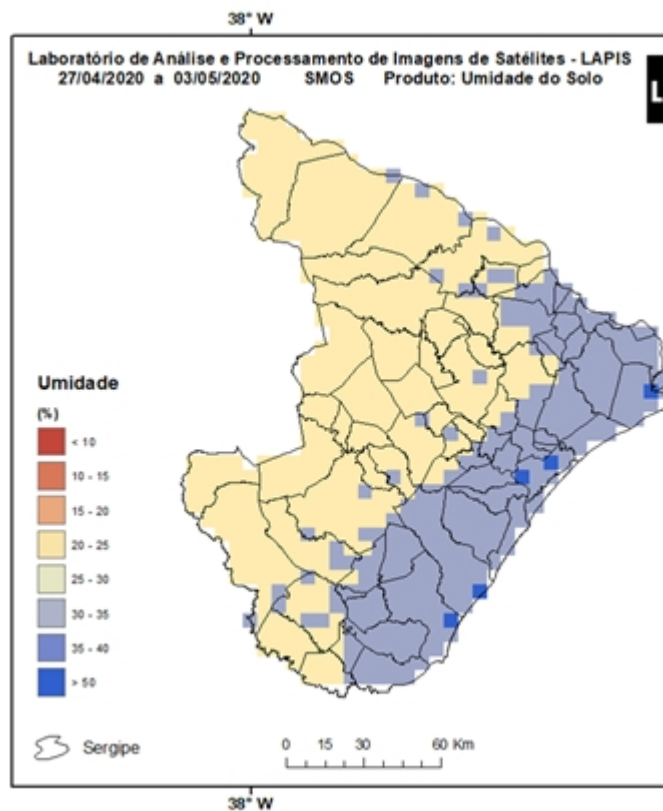 38° W
Laboratório de Análise e Processamento de Imagens de Satélites - LAPIS
27/04/2020 a 03/05/2020 SMOS Produto: Umidade do Solo
L
Umidade
(%)
< 10
10 - 15
15 - 20
20 - 25
25 - 30
30 - 35
35 - 40
> 50
Sergipe
0 15 30 60 Km
38° W